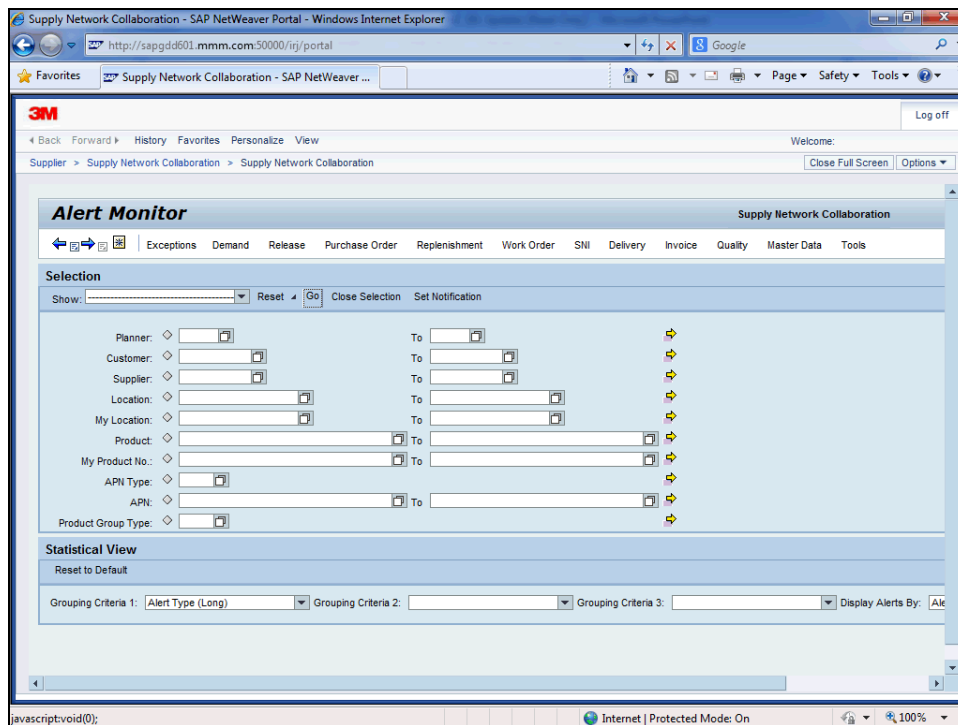 Supply Network Collaboration - SAP NetWeaver Portal - Windows Internet Explorer
http://sapgdd601.mmm.com:50000/irj/portal Google
Favorites Supply Network Collaboration - SAP NetWeaver ... Page Safety Tools
3M Log off
Back Forward History Favorites Personalize View Welcome:
Supplier > Supply Network Collaboration > Supply Network Collaboration Close Full Screen Options
Alert Monitor Supply Network Collaboration
Exceptions Demand Release Purchase Order Replenishment Work Order SNI Delivery Invoice Quality Master Data Tools
Selection
Show: ---------------------------------------- Reset Go Close Selection Set Notification
Planner: To
Customer: To
Supplier: To
Location: To
My Location: To
Product: To
My Product No.: To
APN Type:
APN: To
Product Group Type:
Statistical View
Reset to Default
Grouping Criteria 1: Alert Type (Long) Grouping Criteria 2: Grouping Criteria 3: Display Alerts By: Ale
javascript:void(0); Internet | Protected Mode: On 100%